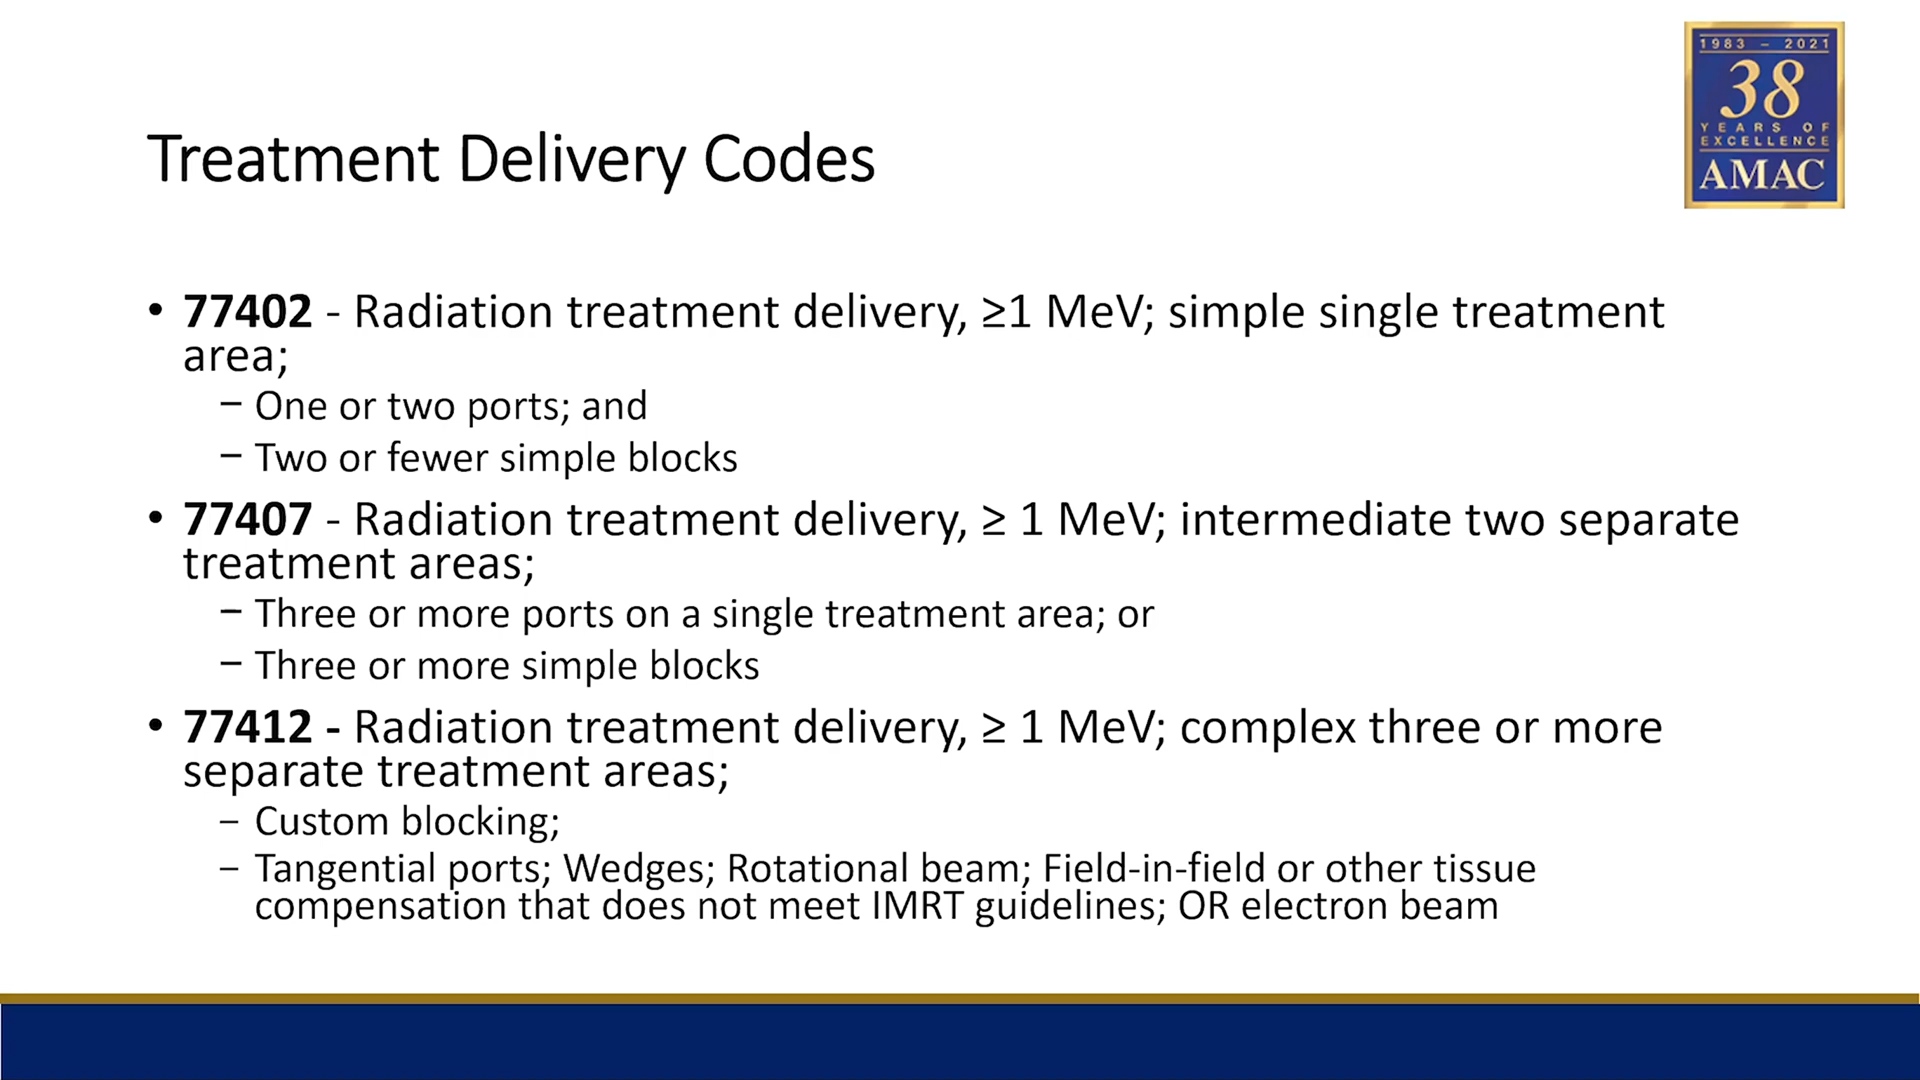 1983 – 2021
38
YEARS OF
EXCELLENCE
AMAC
Treatment Delivery Codes
• 77402 - Radiation treatment delivery, ≥1 MeV; simple single treatment
area;
– One or two ports; and
– Two or fewer simple blocks
• 77407 - Radiation treatment delivery, ≥ 1 MeV; intermediate two separate
treatment areas;
– Three or more ports on a single treatment area; or
– Three or more simple blocks
• 77412 - Radiation treatment delivery, ≥ 1 MeV; complex three or more
separate treatment areas;
– Custom blocking;
– Tangential ports; Wedges; Rotational beam; Field-in-field or other tissue
compensation that does not meet IMRT guidelines; OR electron beam